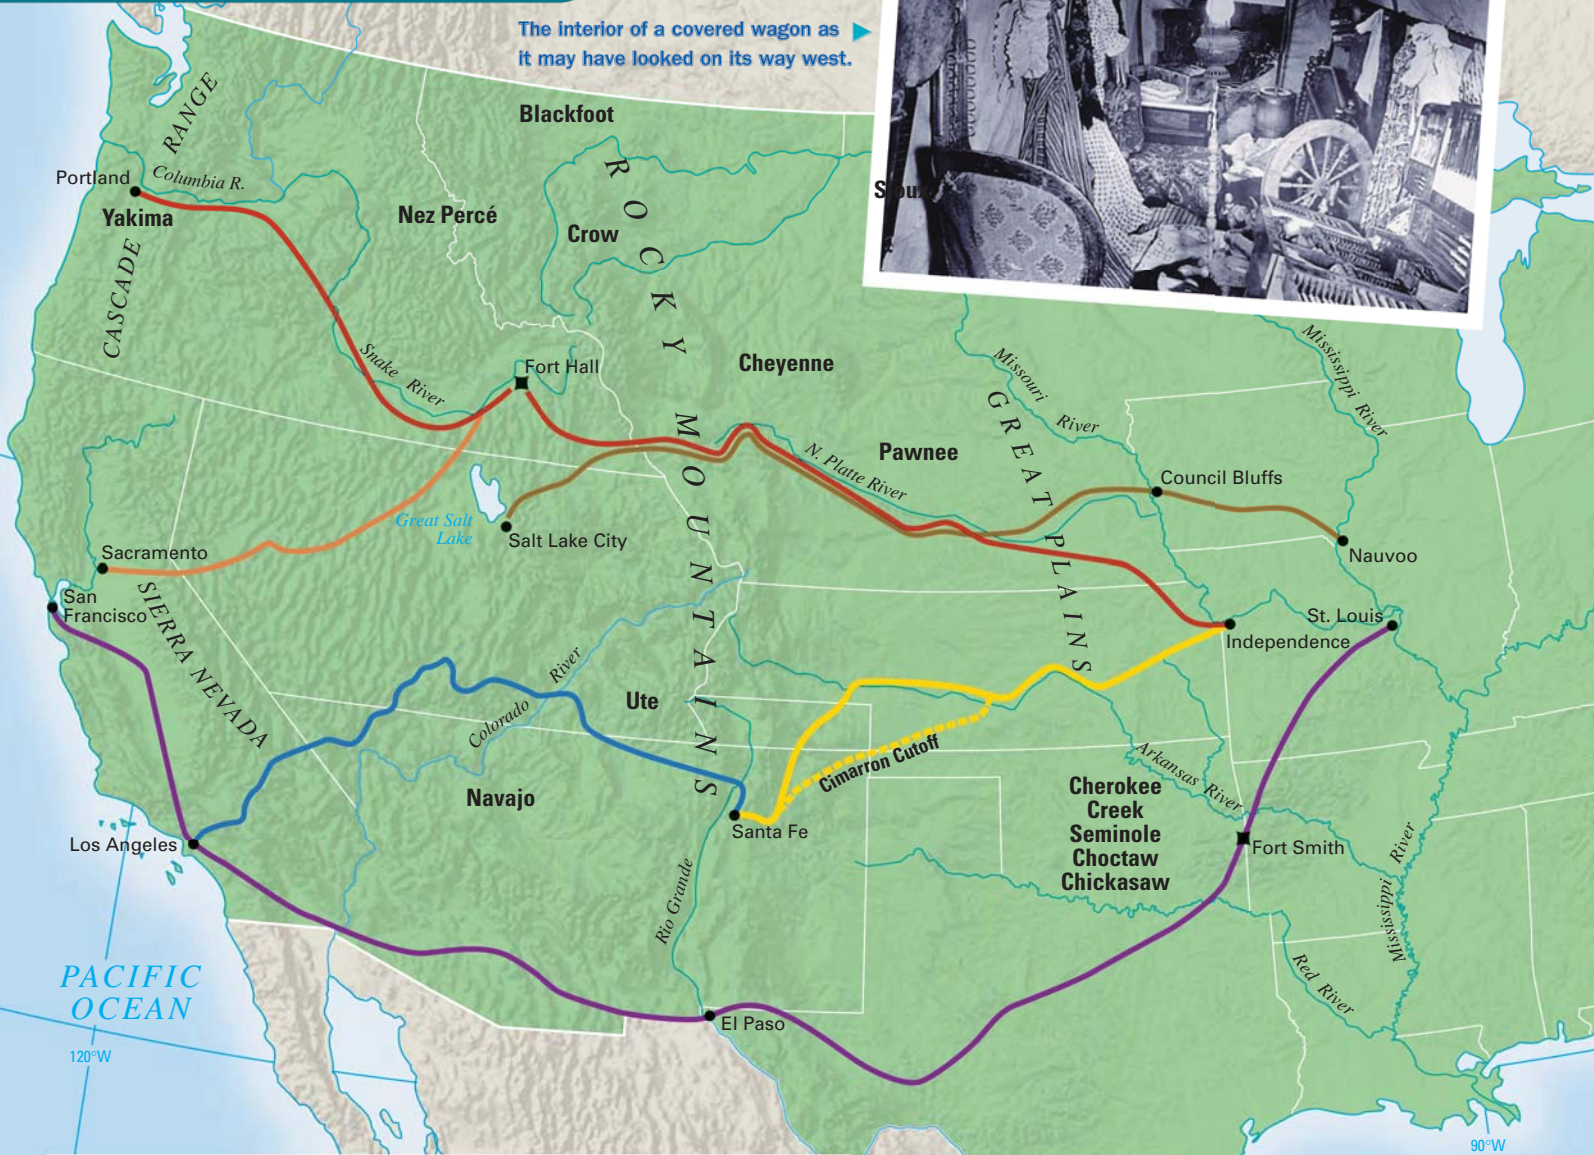 The interior of a covered wagon as
it may have looked on its way west.
CASCADE RANGE
Blackfoot
Portland
Columbia R.
Yakima
Nez Percé
Crow
Sioux
ROCKY MOUNTAINS
Snake River
Fort Hall
Cheyenne
Missouri River
Mississippi River
GREAT PLAINS
N. Platte River
Pawnee
Council Bluffs
Great Salt
Lake
Salt Lake City
Nauvoo
Sacramento
San
Francisco
SIERRA NEVADA
St. Louis
Independence
Colorado River
Ute
Cimarron Cutoff
Arkansas River
Navajo
Cherokee
Creek
Seminole
Choctaw
Chickasaw
Santa Fe
Los Angeles
Fort Smith
Mississippi River
Rio Grande
Red River
PACIFIC
OCEAN
El Paso
120°W
90°W